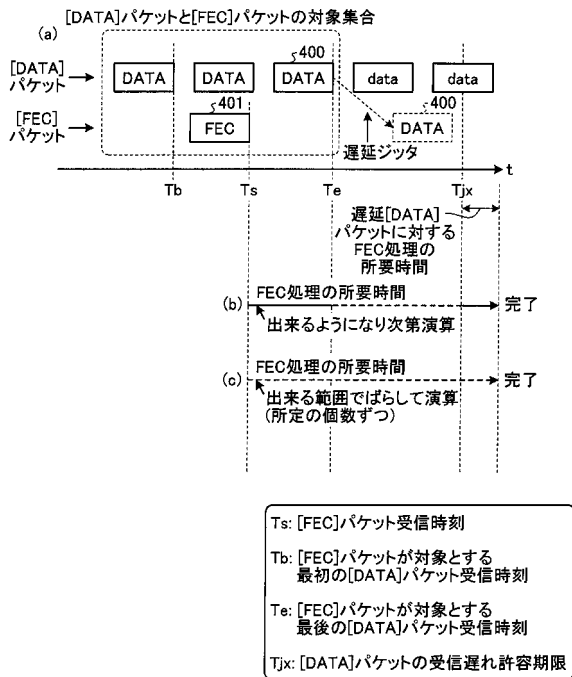 [DATA]パケットと[FEC]パケットの対象集合
(a)
[DATA]
パケット
DATA
DATA
400
DATA
data
data
[FEC]
パケット
401
FEC
400
DATA
遅延ジッタ
t
Tb
Ts
Te
Tjx
遅延[DATA]
パケットに対する
FEC処理の
所要時間
(b)
FEC処理の所要時間
出来るようになり次第演算
完了
(c)
FEC処理の所要時間
出来る範囲でばらして演算
(所定の個数ずつ)
完了
Ts: [FEC]パケット受信時刻
Tb: [FEC]パケットが対象とする
最初の[DATA]パケット受信時刻
Te: [FEC]パケットが対象とする
最後の[DATA]パケット受信時刻
Tjx: [DATA]パケットの受信遅れ許容期限